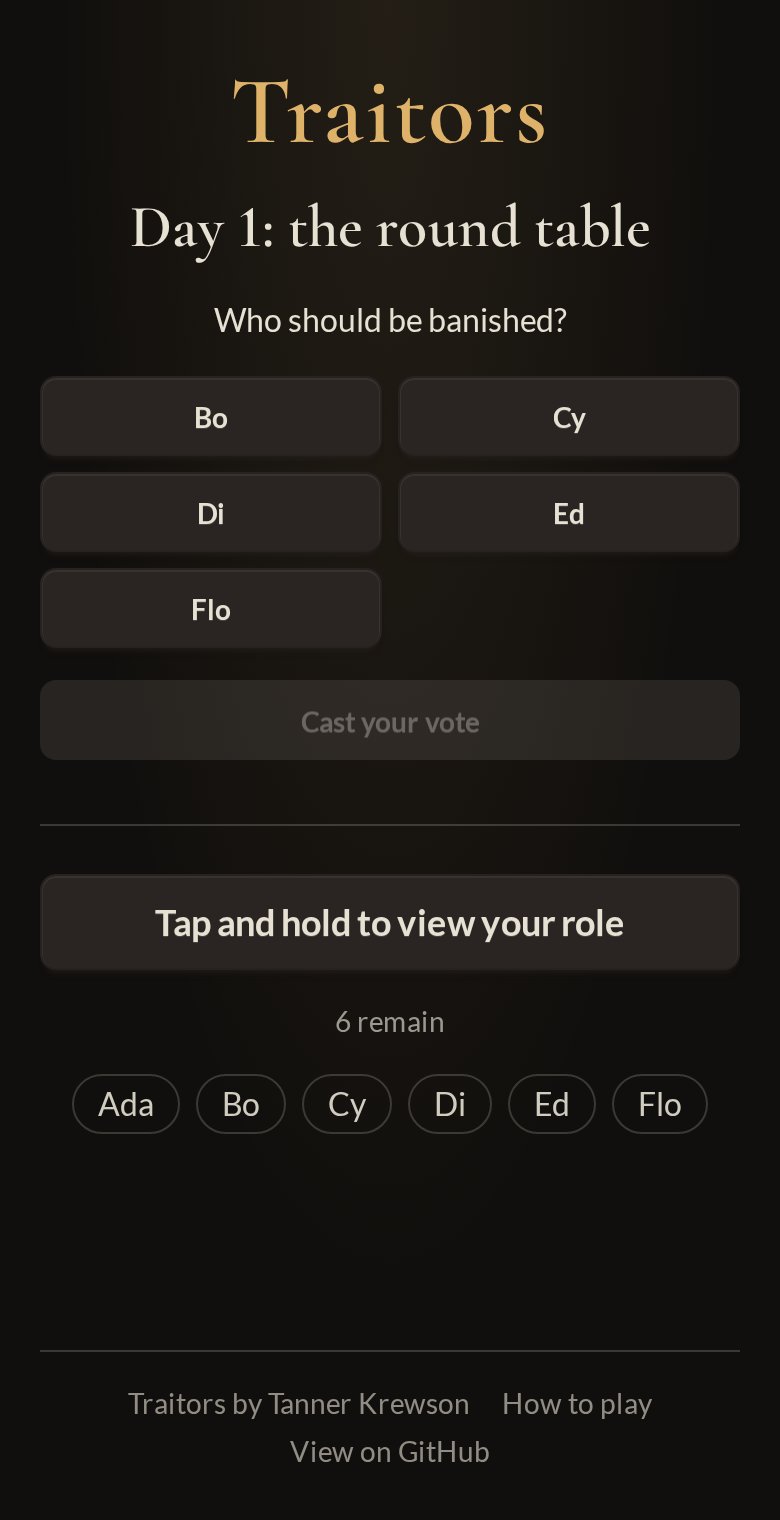 Traitors
Day 1: the round table
Who should be banished?
Bo
Cy
Di
Ed
Flo
Cast your vote
Tap and hold to view your role
6 remain
Ada Bo Cy Di Ed Flo
Traitors by Tanner Krewson How to play
View on GitHub